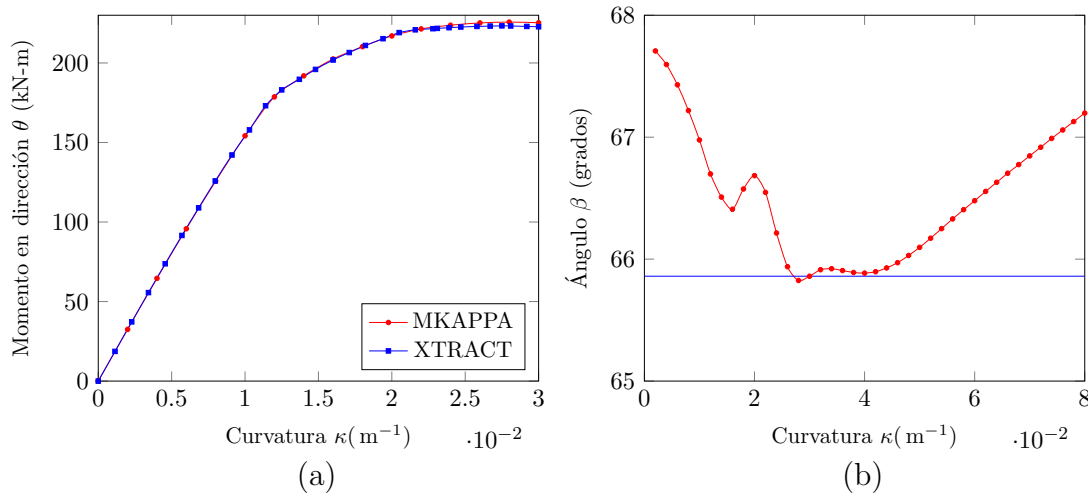 Momento en dirección θ (kN-m)
200
150
100
50
0
0 0.5 1 1.5 2 2.5 3
Curvatura κ( m⁻¹) ·10⁻²
MKAPPA
XTRACT
(a)
Ángulo β (grados)
68
67
66
65
0 2 4 6 8
Curvatura κ( m⁻¹) ·10⁻²
(b)